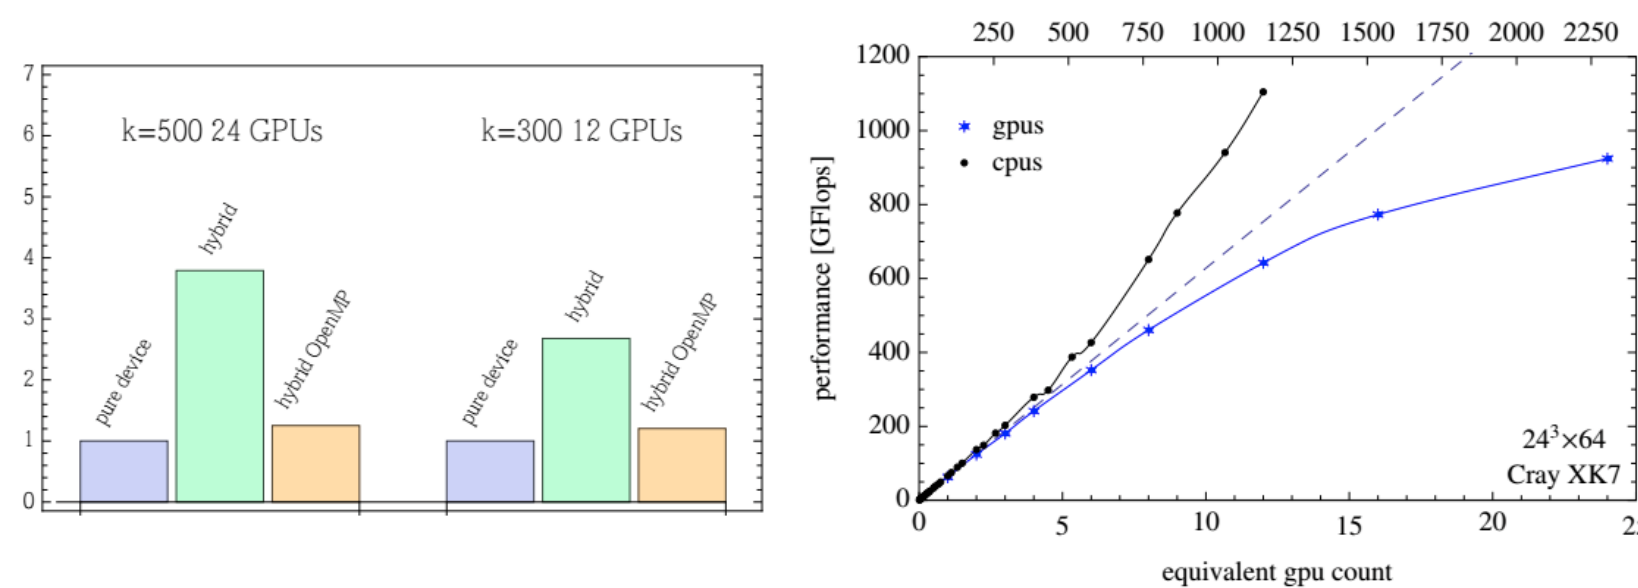 7
6
5
4
3
2
1
0
k=500 24 GPUs
k=300 12 GPUs
pure device
hybrid
hybrid OpenMP
pure device
hybrid
hybrid OpenMP
250 500 750 1000 1250 1500 1750 2000 2250
1200
1000
800
600
400
200
0
performance [GFlops]
gpus
cpus
24³×64
Cray XK7
0 5 10 15 20
equivalent gpu count